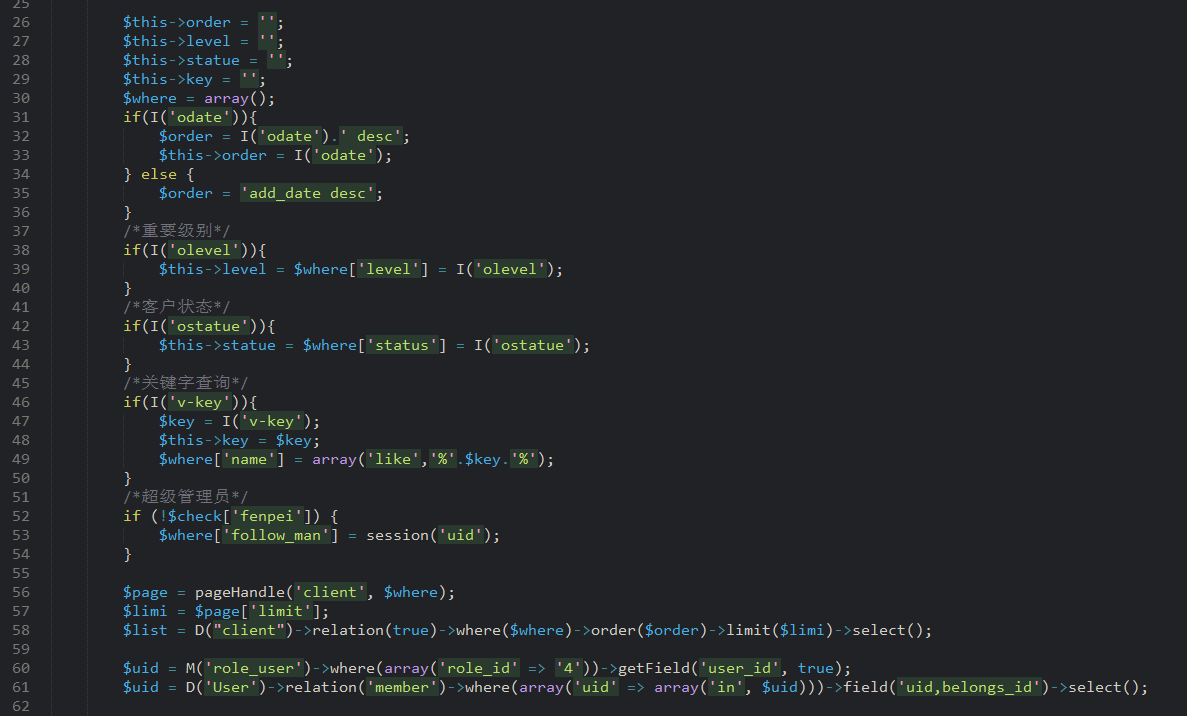 25
26 $this->order = '';
27 $this->level = '';
28 $this->statue = '';
29 $this->key = '';
30 $where = array();
31 if(I('odate')){
32 $order = I('odate').' desc';
33 $this->order = I('odate');
34 } else {
35 $order = 'add_date desc';
36 }
37 /*重要级别*/
38 if(I('olevel')){
39 $this->level = $where['level'] = I('olevel');
40 }
41 /*客户状态*/
42 if(I('ostatue')){
43 $this->statue = $where['status'] = I('ostatue');
44 }
45 /*关键字查询*/
46 if(I('v-key')){
47 $key = I('v-key');
48 $this->key = $key;
49 $where['name'] = array('like','%'.$key.'%');
50 }
51 /*超级管理员*/
52 if (!$check['fenpei']) {
53 $where['follow_man'] = session('uid');
54 }
55
56 $page = pageHandle('client', $where);
57 $limi = $page['limit'];
58 $list = D("client")->relation(true)->where($where)->order($order)->limit($limi)->select();
59
60 $uid = M('role_user')->where(array('role_id' => '4'))->getField('user_id', true);
61 $uid = D('User')->relation('member')->where(array('uid' => array('in', $uid)))->field('uid,belongs_id')->select();
62